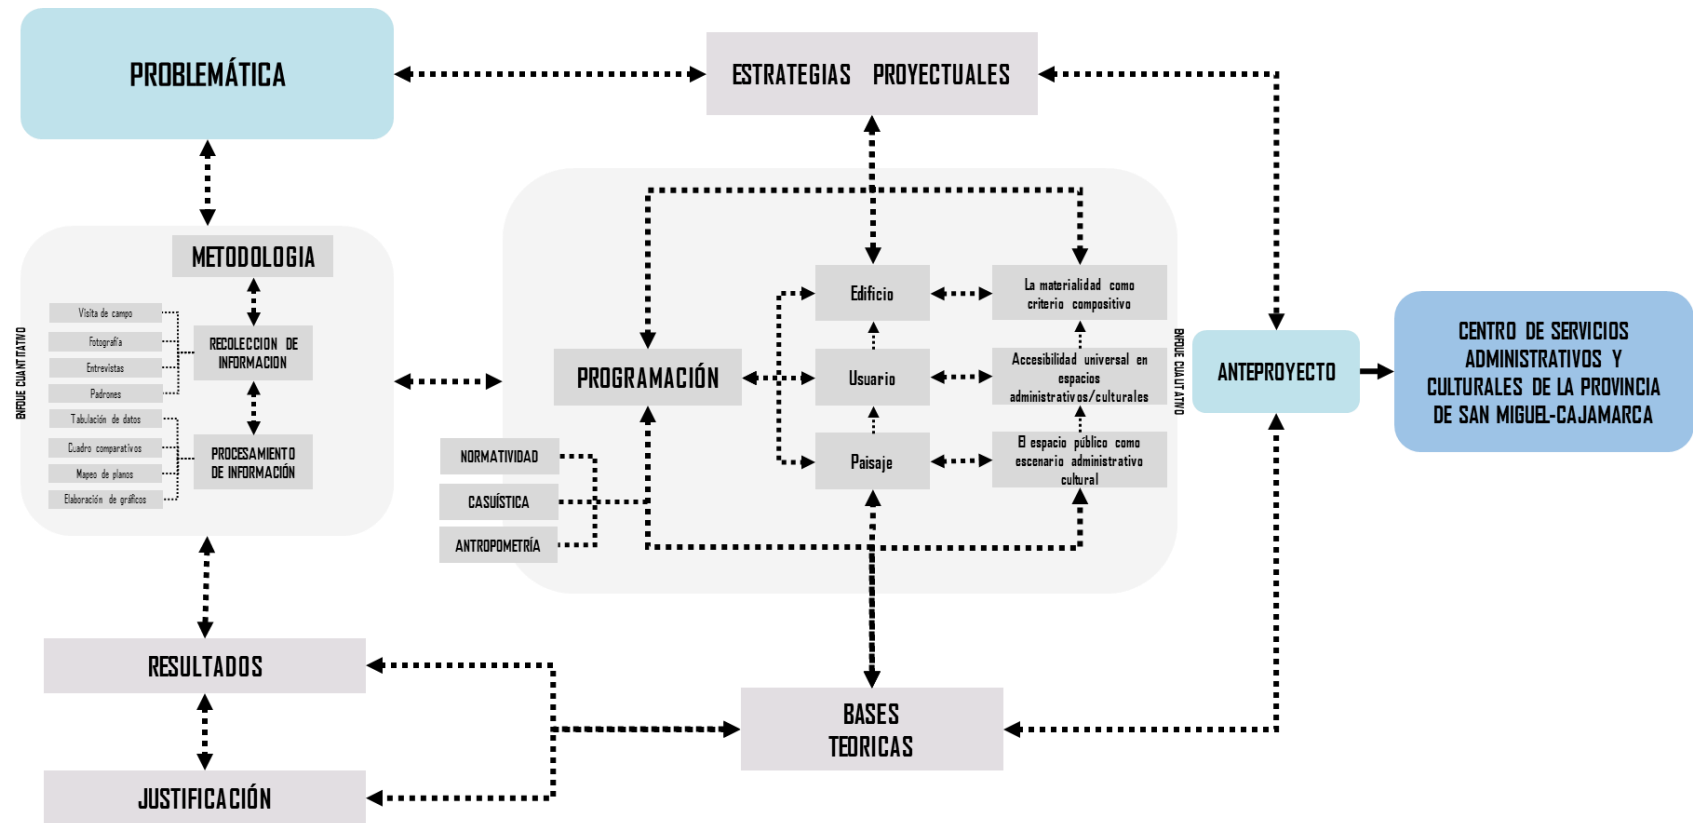 PROBLEMÁTICA
ESTRATEGIAS PROYECTUALES
METODOLOGIA
ENFOUE CUANTITATIVO
Visita de campo
Fotografía
Entrevistas
Padrones
RECOLECCION DE
INFORMACION
Tabulación de datos
Cuadro comparativos
Mapeo de planos
Elaboración de gráficos
PROCESAMIENTO
DE INFORMACIÓN
PROGRAMACIÓN
NORMATIVIDAD
CASUÍSTICA
ANTROPOMETRÍA
Edificio
Usuario
Paisaje
La materialidad como
criterio compositivo
Accesibilidad universal en
espacios
administrativos/culturales
El espacio público como
escenario administrativo
cultural
ENFOUE CUALITATIVO
ANTEPROYECTO
CENTRO DE SERVICIOS
ADMINISTRATIVOS Y
CULTURALES DE LA PROVINCIA
DE SAN MIGUEL-CAJAMARCA
RESULTADOS
JUSTIFICACIÓN
BASES
TEORICAS